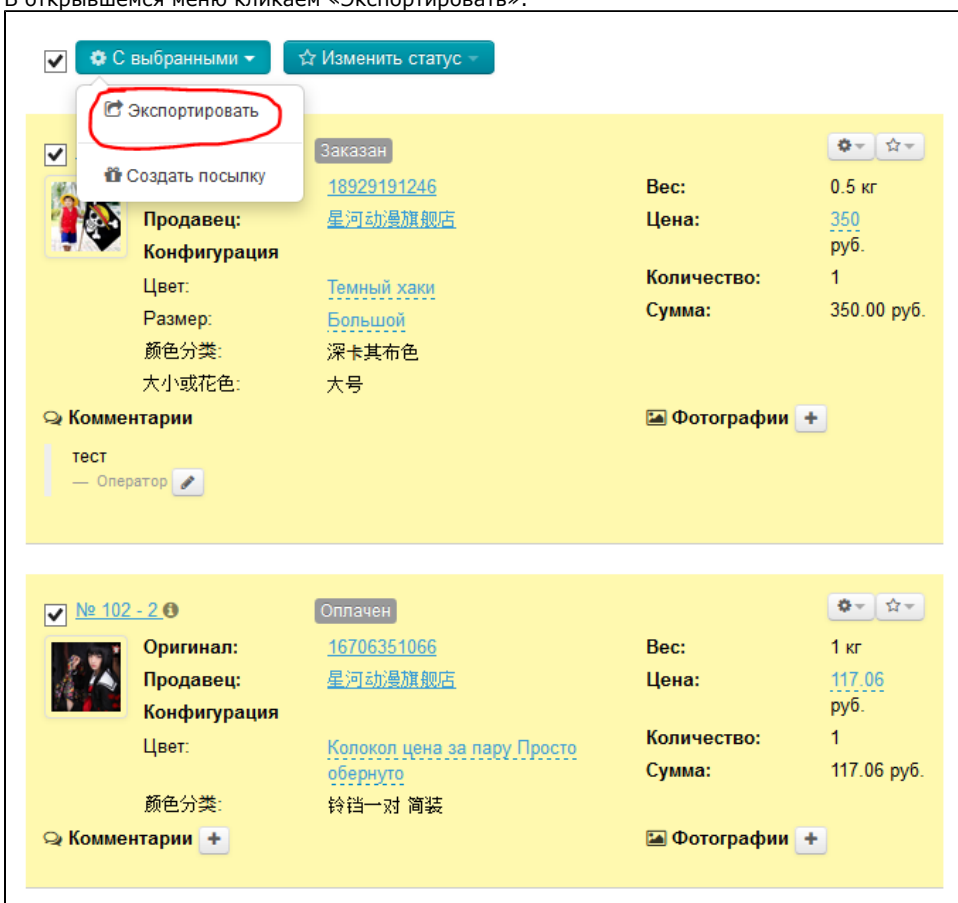 В открывшемся меню кликаем «Экспортировать».
С выбранными
Изменить статус
Экспортировать
Создать посылку
Заказан
18929191246
Вес:
0.5 кг
Продавец:
星河动漫旗舰店
Цена:
350
руб.
Конфигурация
Цвет:
Темный хаки
Количество:
1
Размер:
Большой
Сумма:
350.00 руб.
颜色分类:
深卡其布色
大小或花色:
大号
Комментарии
Фотографии
тест
— Оператор
№ 102 - 2
Оплачен
Оригинал:
16706351066
Вес:
1 кг
Продавец:
星河动漫旗舰店
Цена:
117.06
руб.
Конфигурация
Цвет:
Колокол цена за пару Просто
обернуто
Количество:
1
Сумма:
117.06 руб.
颜色分类:
铃铛一对 简装
Комментарии
Фотографии